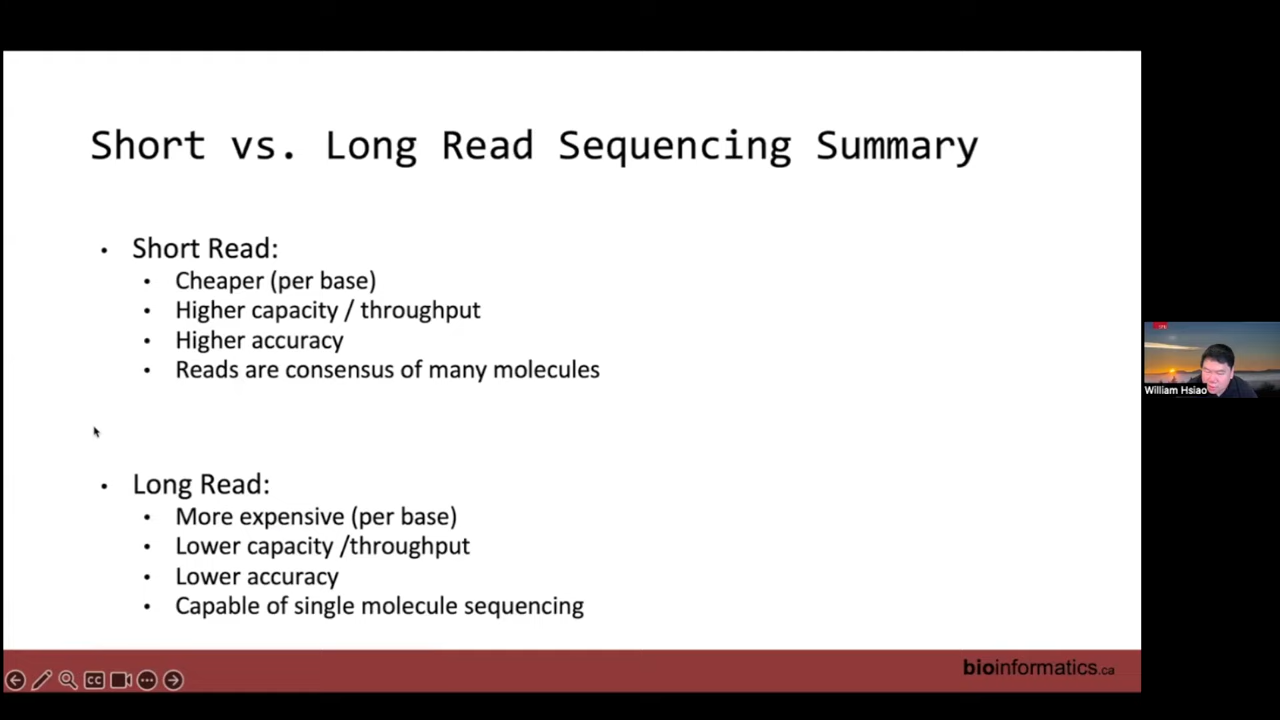 Short vs. Long Read Sequencing Summary
• Short Read:
• Cheaper (per base)
• Higher capacity / throughput
• Higher accuracy
• Reads are consensus of many molecules
• Long Read:
• More expensive (per base)
• Lower capacity /throughput
• Lower accuracy
• Capable of single molecule sequencing
William Hsiao
CC
bioinformatics.ca